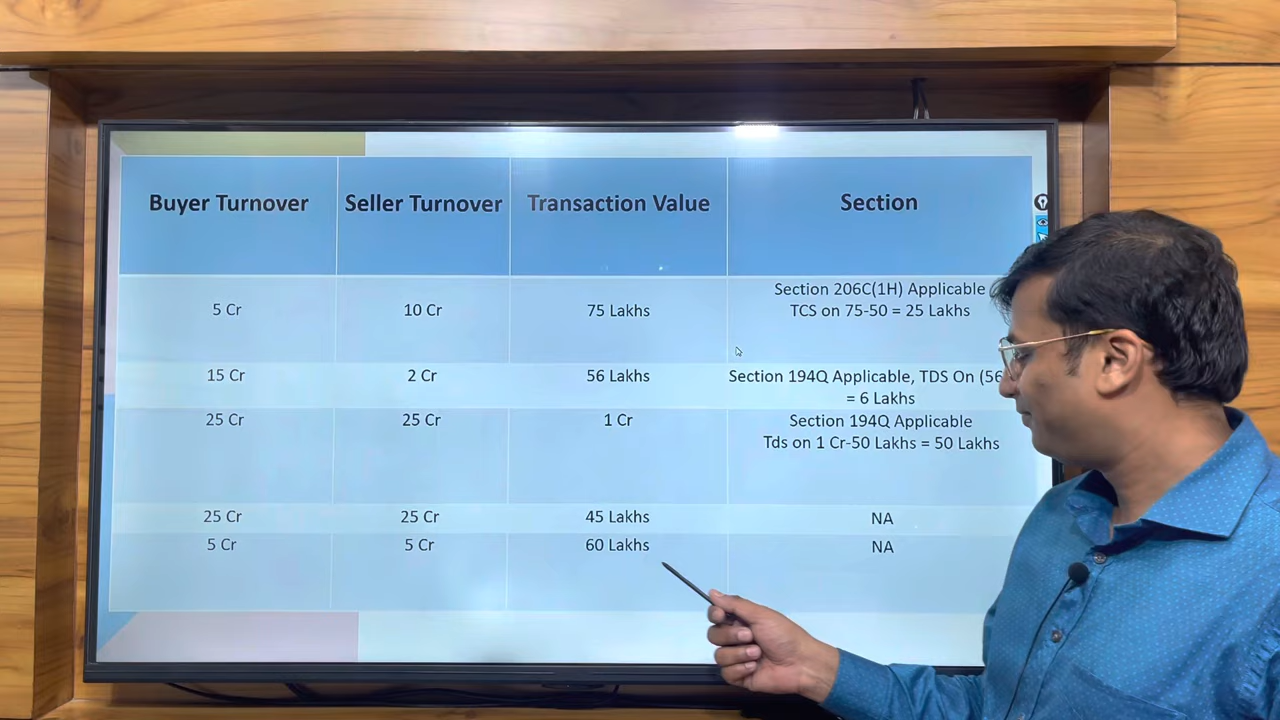 Buyer Turnover Seller Turnover Transaction Value Section
5 Cr 10 Cr 75 Lakhs Section 206C(1H) Applicable
TCS on 75-50 = 25 Lakhs
15 Cr 2 Cr 56 Lakhs Section 194Q Applicable, TDS On (56
= 6 Lakhs
25 Cr 25 Cr 1 Cr Section 194Q Applicable
Tds on 1 Cr-50 Lakhs = 50 Lakhs
25 Cr 25 Cr 45 Lakhs NA
5 Cr 5 Cr 60 Lakhs NA